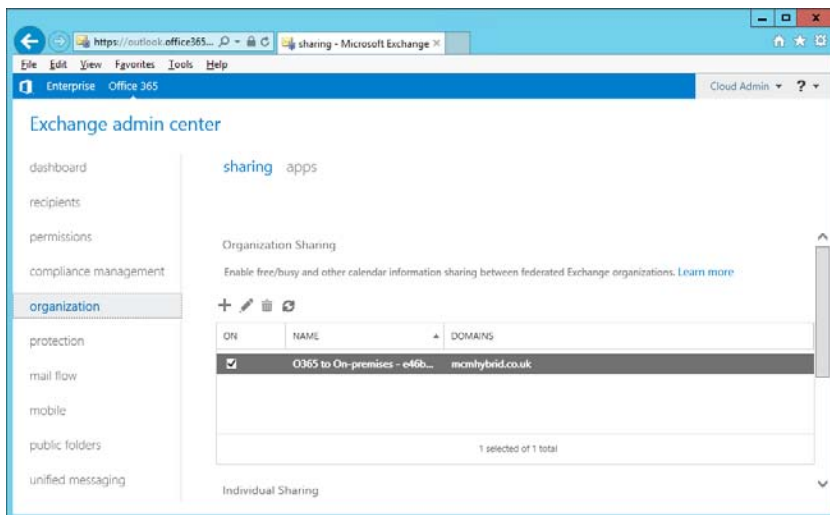 https://outlook.office365...
sharing - Microsoft Exchange
File Edit View Favorites Tools Help
Enterprise Office 365
Cloud Admin ?
Exchange admin center
dashboard
recipients
permissions
compliance management
organization
protection
mail flow
mobile
public folders
unified messaging
sharing apps
Organization Sharing
Enable free/busy and other calendar information sharing between federated Exchange organizations. Learn more
ON NAME DOMAINS
O365 to On-premises - e46b... mcmhybrid.co.uk
1 selected of 1 total
Individual Sharing